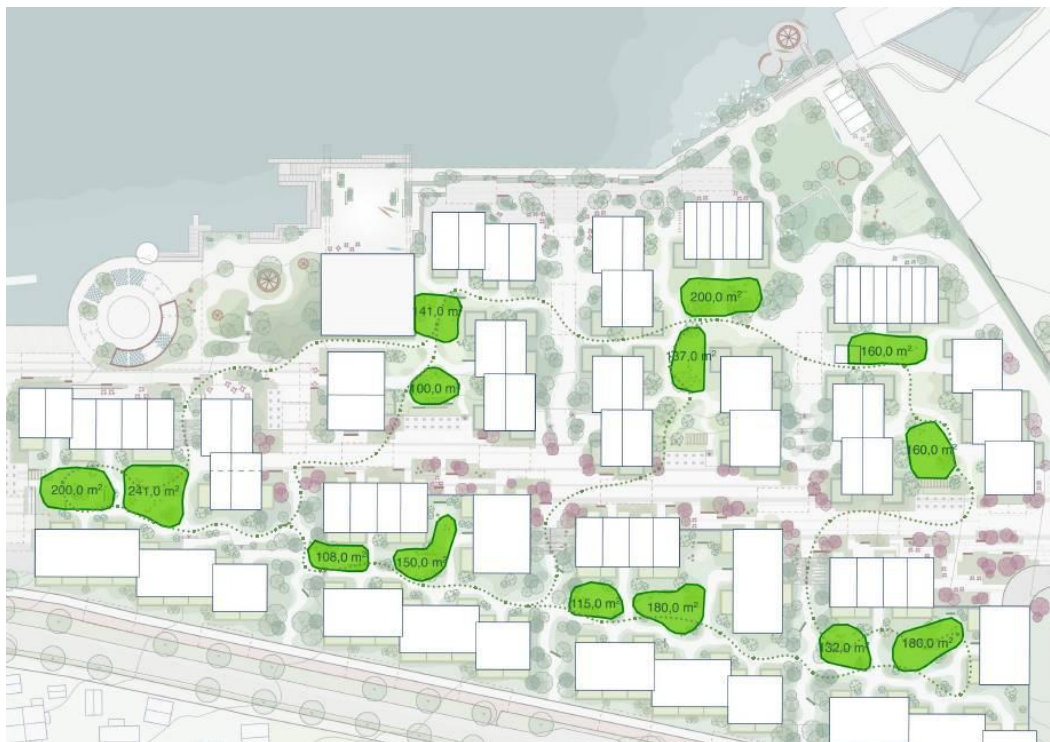 200,0 m²
141,0 m²
137,0 m²
160,0 m²
100,0 m²
160,0 m²
200,0 m²
241,0 m²
108,0 m²
150,0 m²
115,0 m²
180,0 m²
132,0 m²
180,0 m²